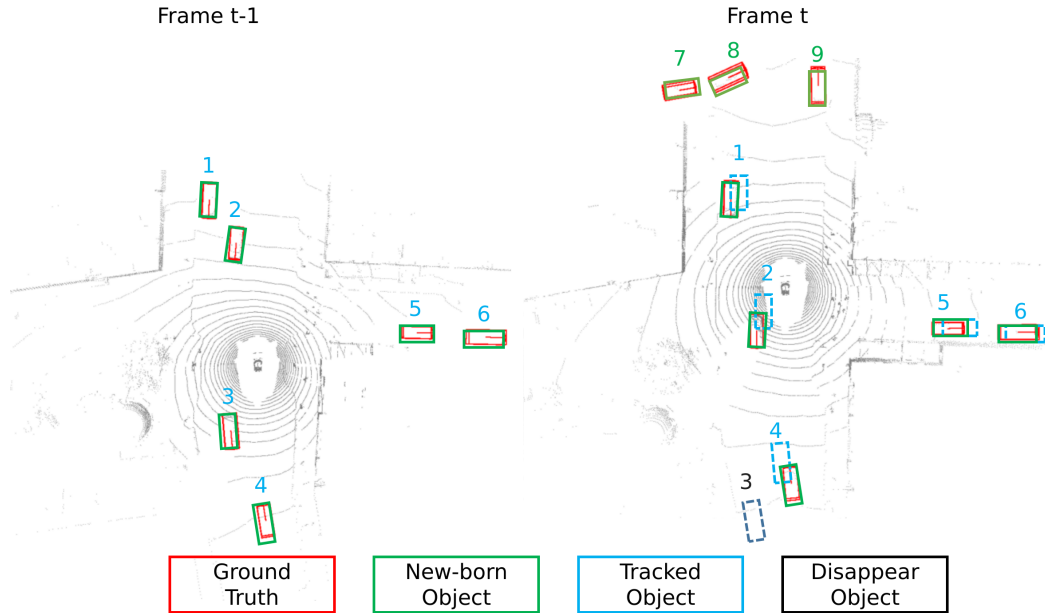 Frame t-1
Frame t
7
8
9
1
2
5
6
3
4
1
2
5
6
4
3
Ground
Truth
New-born
Object
Tracked
Object
Disappear
Object